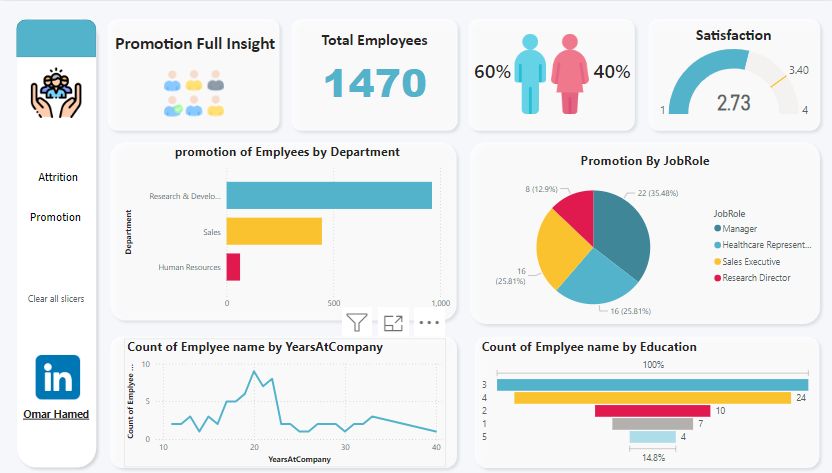 Promotion Full Insight
Total Employees
1470
60%
40%
Satisfaction
3.40
2.73
1
4
Attrition
Promotion
Clear all slicers
in
Omar Hamed
promotion of Emplyees by Department
Department
Research & Develo...
Sales
Human Resources
0
500
1,000
Promotion By JobRole
8 (12.9%)
22 (35.48%)
16
(25.81%)
16 (25.81%)
JobRole
Manager
Healthcare Represent...
Sales Executive
Research Director
Count of Emplyee name by YearsAtCompany
Count of Emplyee ...
10
5
0
10
20
30
40
YearsAtCompany
Count of Emplyee name by Education
100%
3
4
24
2
10
1
7
5
4
14.8%